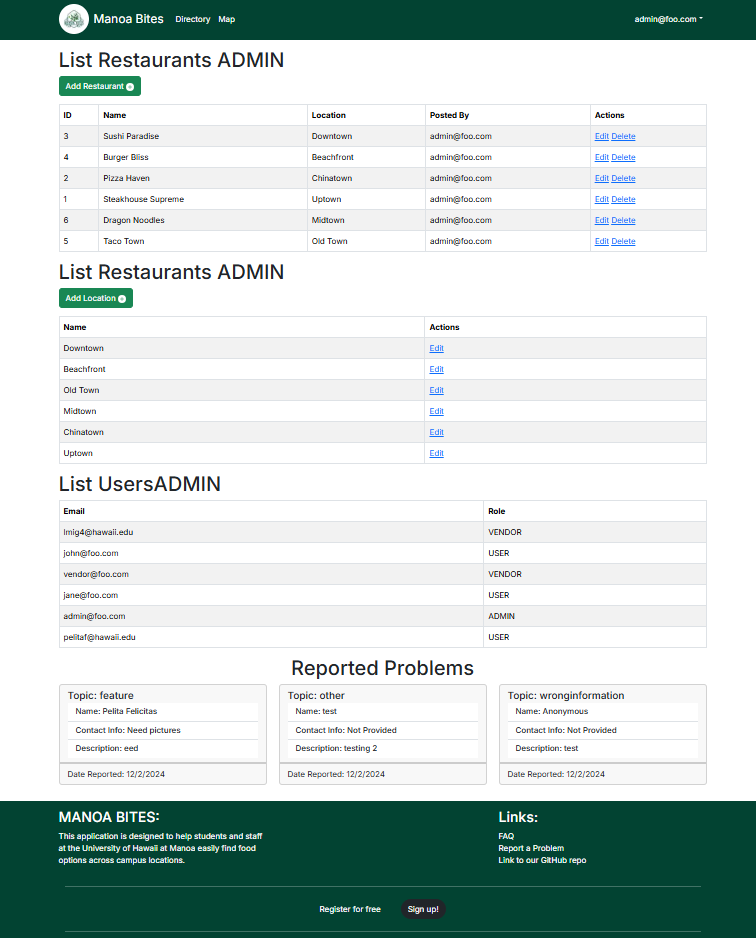 Manoa Bites Directory Map admin@foo.com
List Restaurants ADMIN
Add Restaurant
ID Name Location Posted By Actions
3 Sushi Paradise Downtown admin@foo.com Edit Delete
4 Burger Bliss Beachfront admin@foo.com Edit Delete
2 Pizza Haven Chinatown admin@foo.com Edit Delete
1 Steakhouse Supreme Uptown admin@foo.com Edit Delete
6 Dragon Noodles Midtown admin@foo.com Edit Delete
5 Taco Town Old Town admin@foo.com Edit Delete
List Restaurants ADMIN
Add Location
Name Actions
Downtown Edit
Beachfront Edit
Old Town Edit
Midtown Edit
Chinatown Edit
Uptown Edit
List UsersADMIN
Email Role
lmig4@hawaii.edu VENDOR
john@foo.com USER
vendor@foo.com VENDOR
jane@foo.com USER
admin@foo.com ADMIN
pelitaf@hawaii.edu USER
Reported Problems
Topic: feature
Name: Pelita Felicitas
Contact Info: Need pictures
Description: eed
Date Reported: 12/2/2024
Topic: other
Name: test
Contact Info: Not Provided
Description: testing 2
Date Reported: 12/2/2024
Topic: wronginformation
Name: Anonymous
Contact Info: Not Provided
Description: test
Date Reported: 12/2/2024
MANOA BITES:
This application is designed to help students and staff
at the University of Hawaii at Manoa easily find food
options across campus locations.
Links:
FAQ
Report a Problem
Link to our GitHub repo
Register for free Sign up!